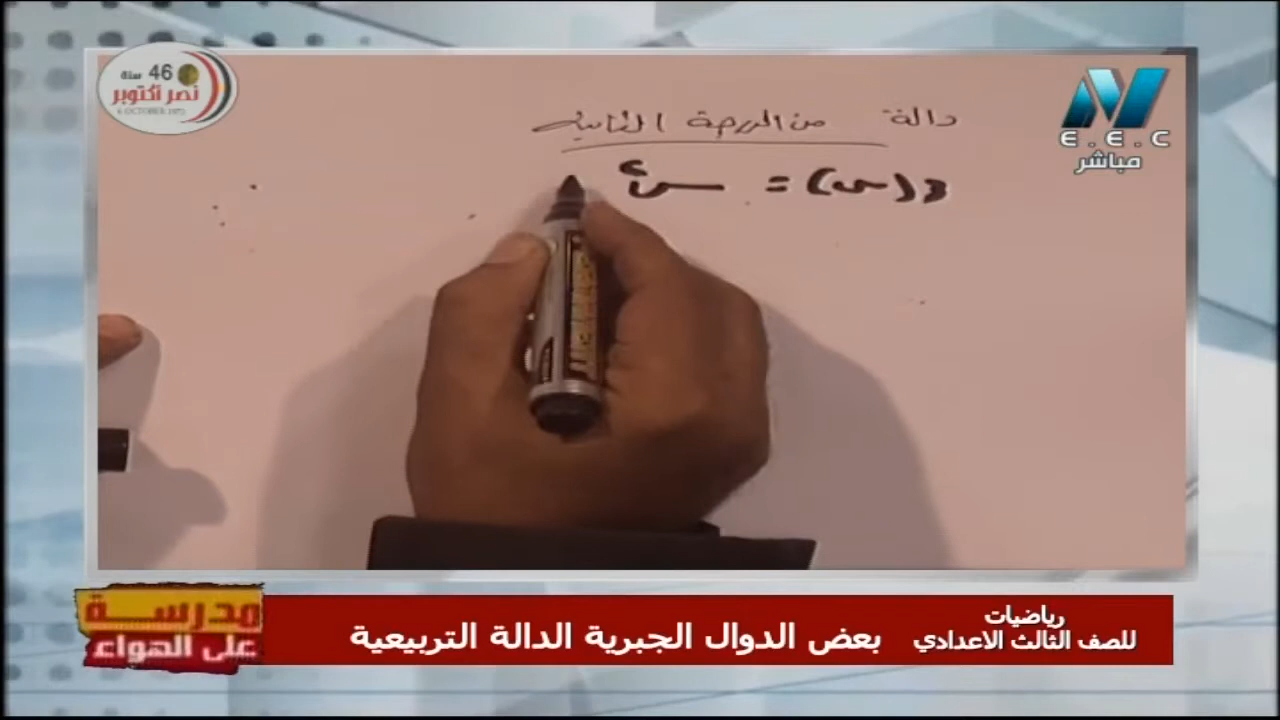 46 سنة
نصر أكتوبر
6 OCTOBER 1973
E.E.C
مباشر
دالة من الدرجة الثانية
د(س) = س٢
مدرسة
على الهواء
رياضيات
للصف الثالث الاعدادي
بعض الدوال الجبرية الدالة التربيعية